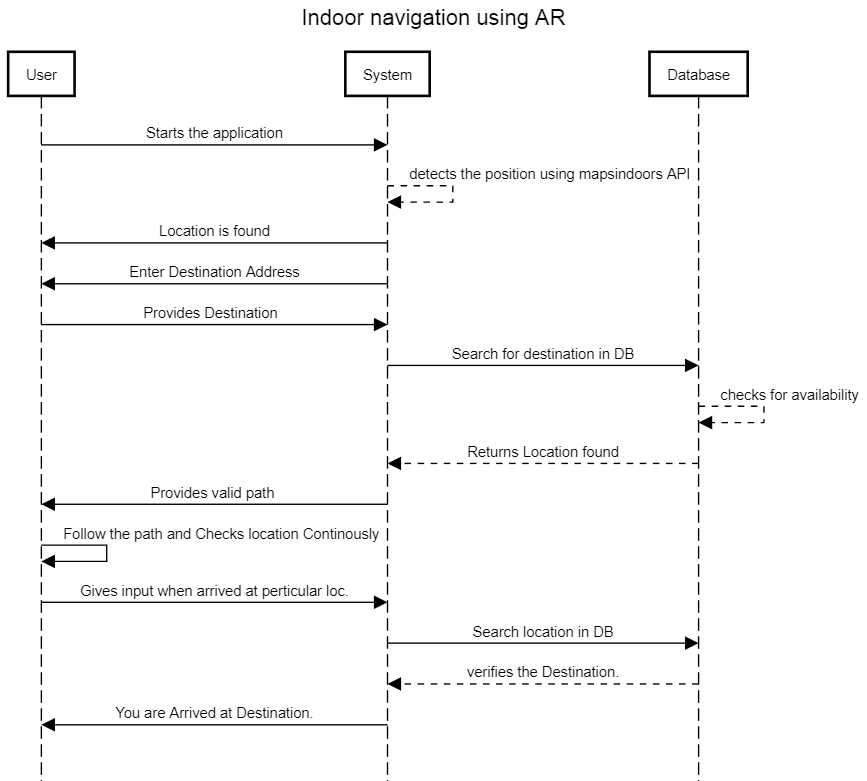 Indoor navigation using AR
User
System
Database
Starts the application
detects the position using mapsindoors API
Location is found
Enter Destination Address
Provides Destination
Search for destination in DB
checks for availability
Returns Location found
Provides valid path
Follow the path and Checks location Continously
Gives input when arrived at perticular loc.
Search location in DB
verifies the Destination.
You are Arrived at Destination.